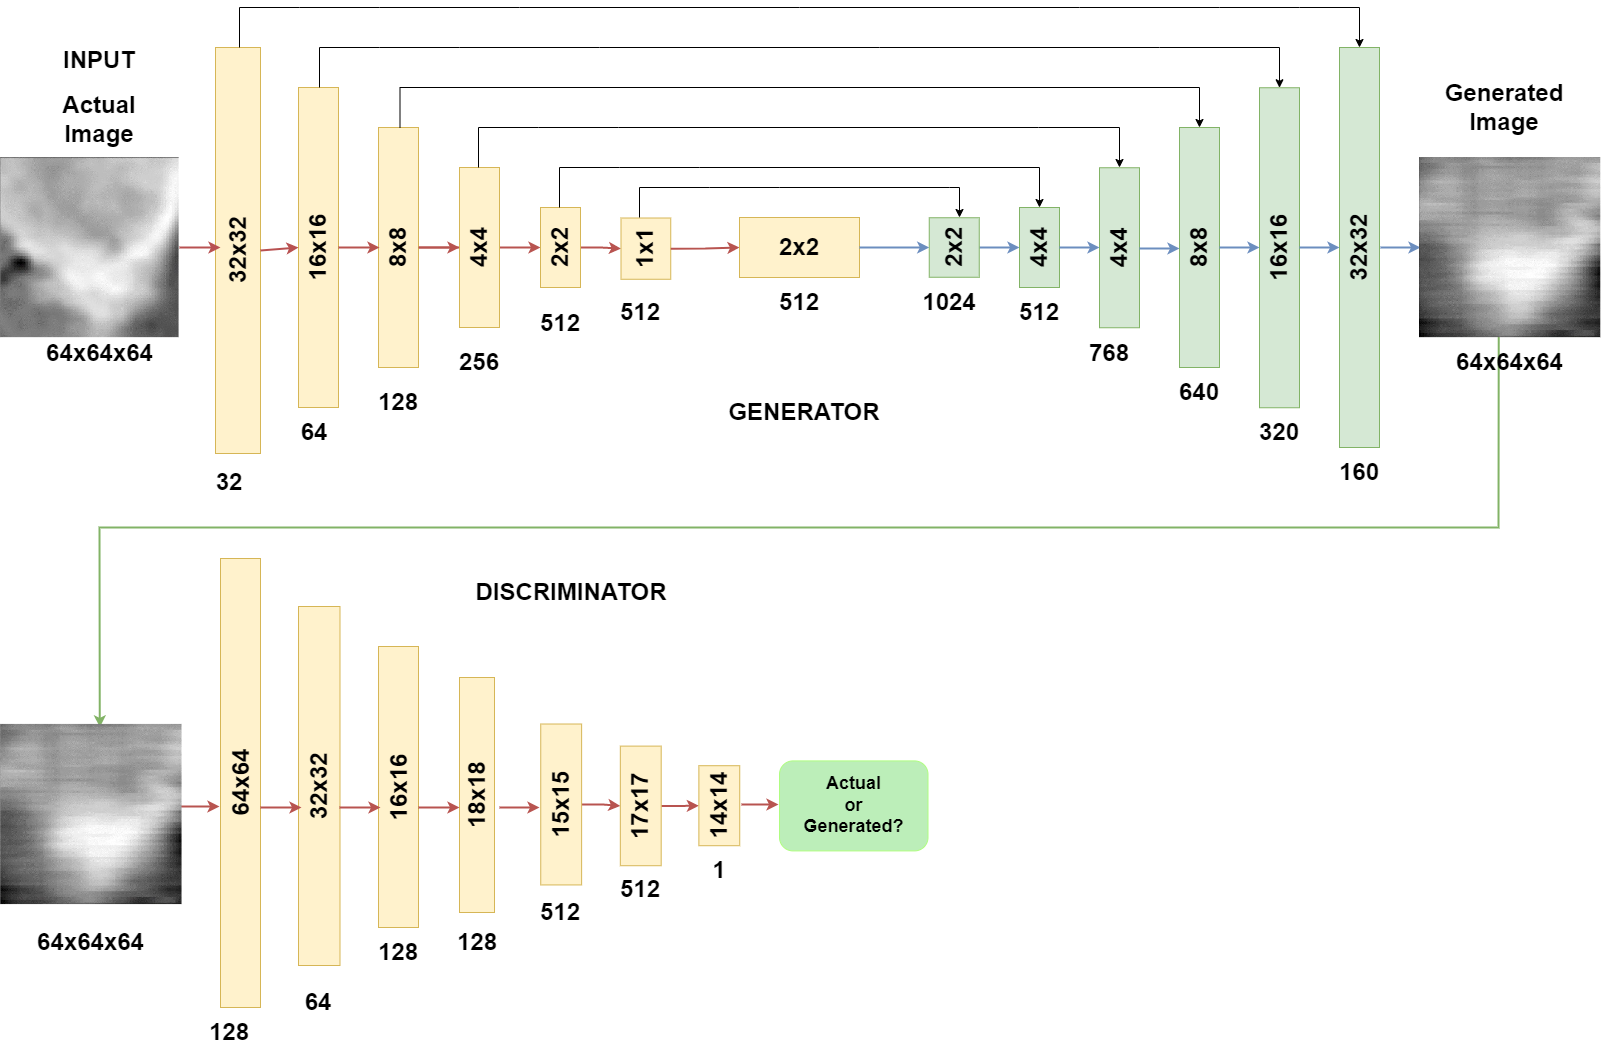 INPUT
Actual
Image
64x64x64
32x32
32
16x16
64
8x8
128
4x4
256
2x2
512
1x1
512
2x2
512
2x2
1024
4x4
512
4x4
768
8x8
640
16x16
320
32x32
160
Generated
Image
64x64x64
GENERATOR
DISCRIMINATOR
64x64x64
64x64
128
32x32
64
16x16
128
18x18
128
15x15
512
17x17
512
14x14
1
Actual
or
Generated?